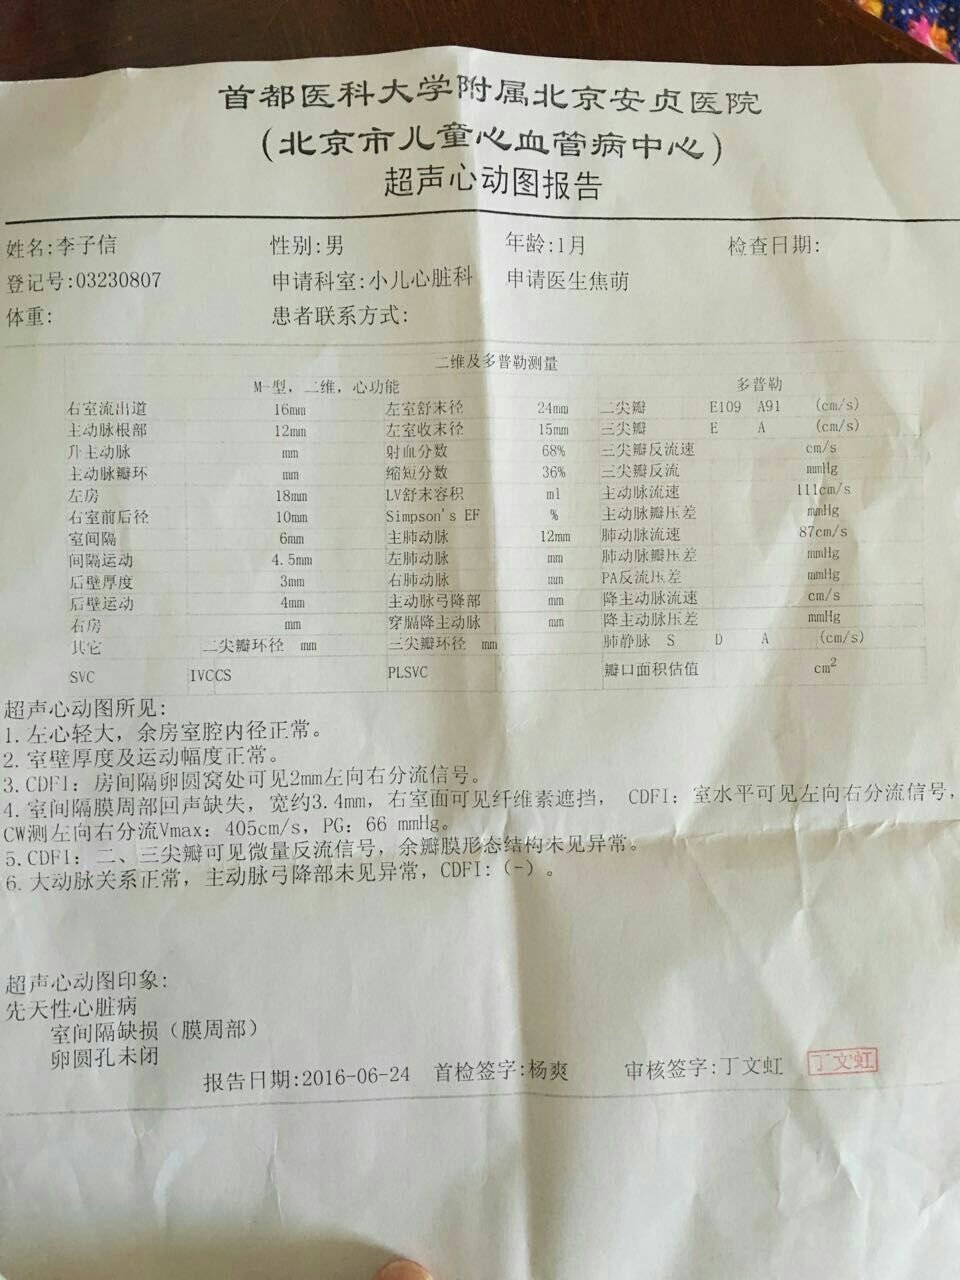 首都医科大学附属北京安贞医院
(北京市儿童心血管病中心)
超声心动图报告
姓名:李子信 性别:男 年龄:1月 检查日期:
登记号:03230807 申请科室:小儿心脏科 申请医生焦萌
体重: 患者联系方式:
二维及多普勒测量
M-型，二维，心功能 多普勒
右室流出道 16mm 左室舒末径 24mm 二尖瓣 E109 A91 (cm/s)
主动脉根部 12mm 左室收末径 15mm 三尖瓣 E A (cm/s)
升主动脉 mm 射血分数 68% 三尖瓣反流速 cm/s
主动脉瓣环 mm 缩短分数 36% 三尖瓣反流 mmHg
左房 18mm LV舒末容积 ml 主动脉流速 111cm/s
右室前后径 10mm Simpson's EF % 主动脉瓣压差 mmHg
室间隔 6mm 主肺动脉 12mm 肺动脉流速 87cm/s
间隔运动 4.5mm 左肺动脉 mm 肺动脉瓣压差 mmHg
后壁厚度 3mm 右肺动脉 mm PA反流压差 mmHg
后壁运动 4mm 主动脉弓降部 mm 降主动脉流速 cm/s
右房 mm 穿膈降主动脉 mm 降主动脉压差 mmHg
其它 二尖瓣环径 mm 三尖瓣环径 mm 肺静脉 S D A (cm/s)
SVC IVCCS PLSVC 瓣口面积估值 cm²
超声心动图所见:
1.左心轻大，余房室腔内径正常。
2.室壁厚度及运动幅度正常。
3.CDFI：房间隔卵圆窝处可见2mm左向右分流信号。
4.室间隔膜周部回声缺失，宽约3.4mm，右室面可见纤维素遮挡， CDFI：室水平可见左向右分流信号，
CW测左向右分流Vmax：405cm/s，PG：66 mmHg。
5.CDFI：二、三尖瓣可见微量反流信号，余瓣膜形态结构未见异常。
6.大动脉关系正常，主动脉弓降部未见异常，CDFI:（-）。
超声心动图印象:
先天性心脏病
室间隔缺损（膜周部）
卵圆孔未闭
报告日期:2016-06-24 首检签字:杨爽 审核签字:丁文虹 丁文虹